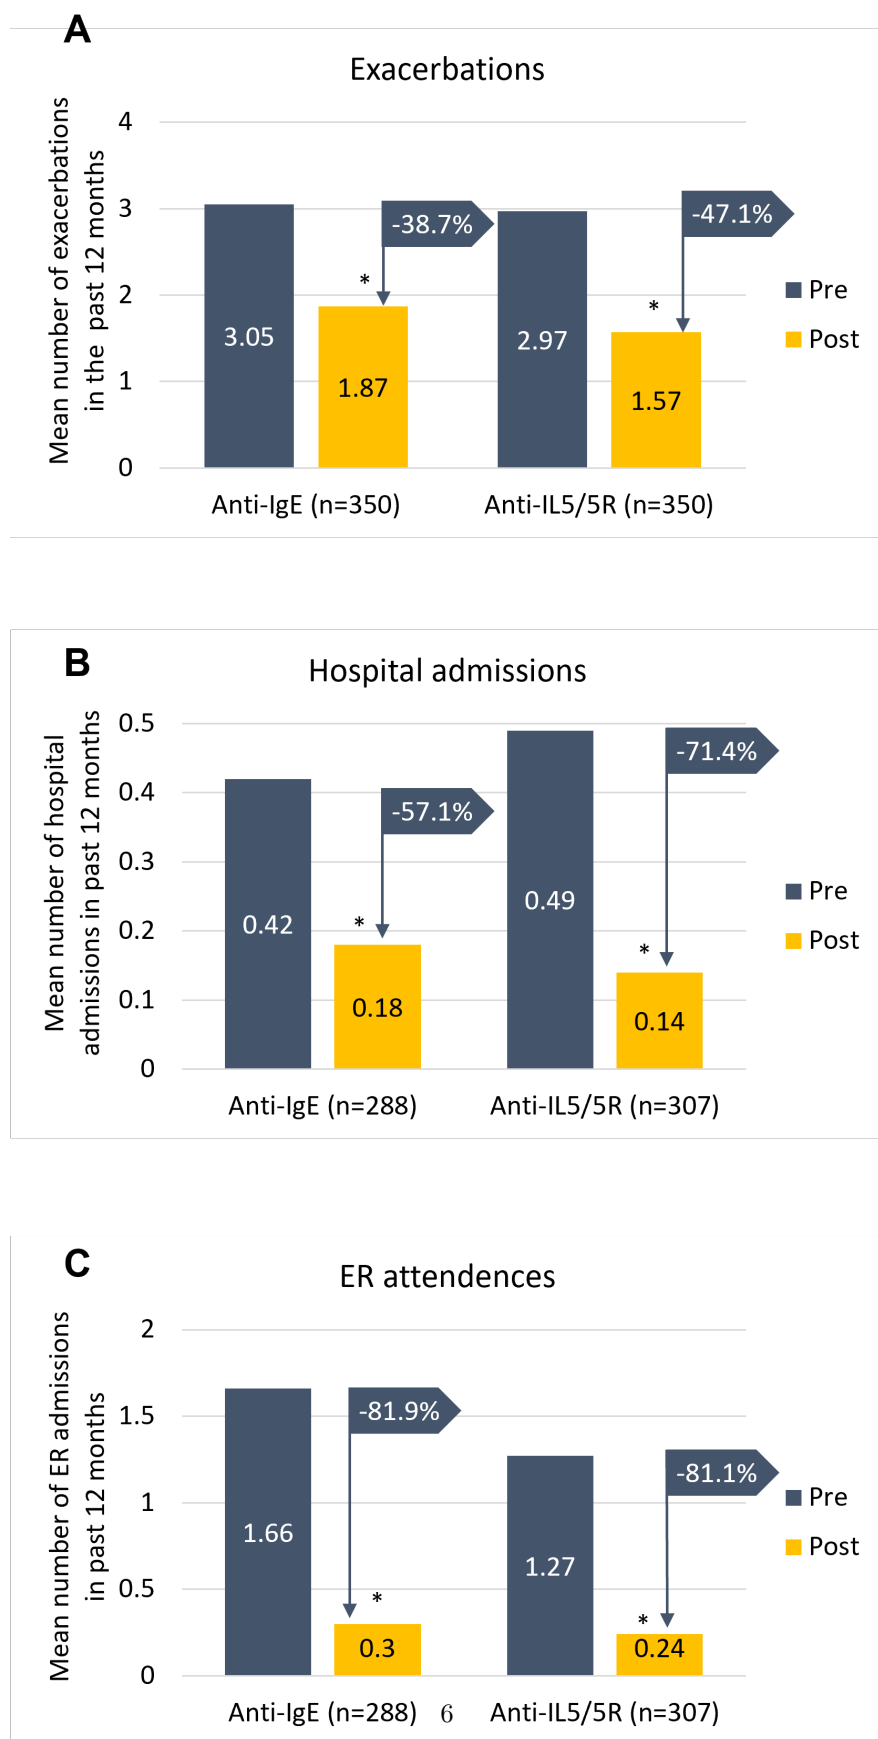 A
Exacerbations
Mean number of exacerbations
in the past 12 months
4
3
2
1
0
3.05
1.87
-38.7%
*
2.97
1.57
-47.1%
*
Pre
Post
Anti-IgE (n=350)
Anti-IL5/5R (n=350)
B
Hospital admissions
Mean number of hospital
admissions in past 12 months
0.5
0.4
0.3
0.2
0.1
0
0.42
0.18
-57.1%
*
0.49
0.14
-71.4%
*
Pre
Post
Anti-IgE (n=288)
Anti-IL5/5R (n=307)
C
ER attendences
Mean number of ER admissions
in past 12 months
2
1.5
1
0.5
0
1.66
0.3
-81.9%
*
1.27
0.24
-81.1%
*
Pre
Post
Anti-IgE (n=288)
6
Anti-IL5/5R (n=307)